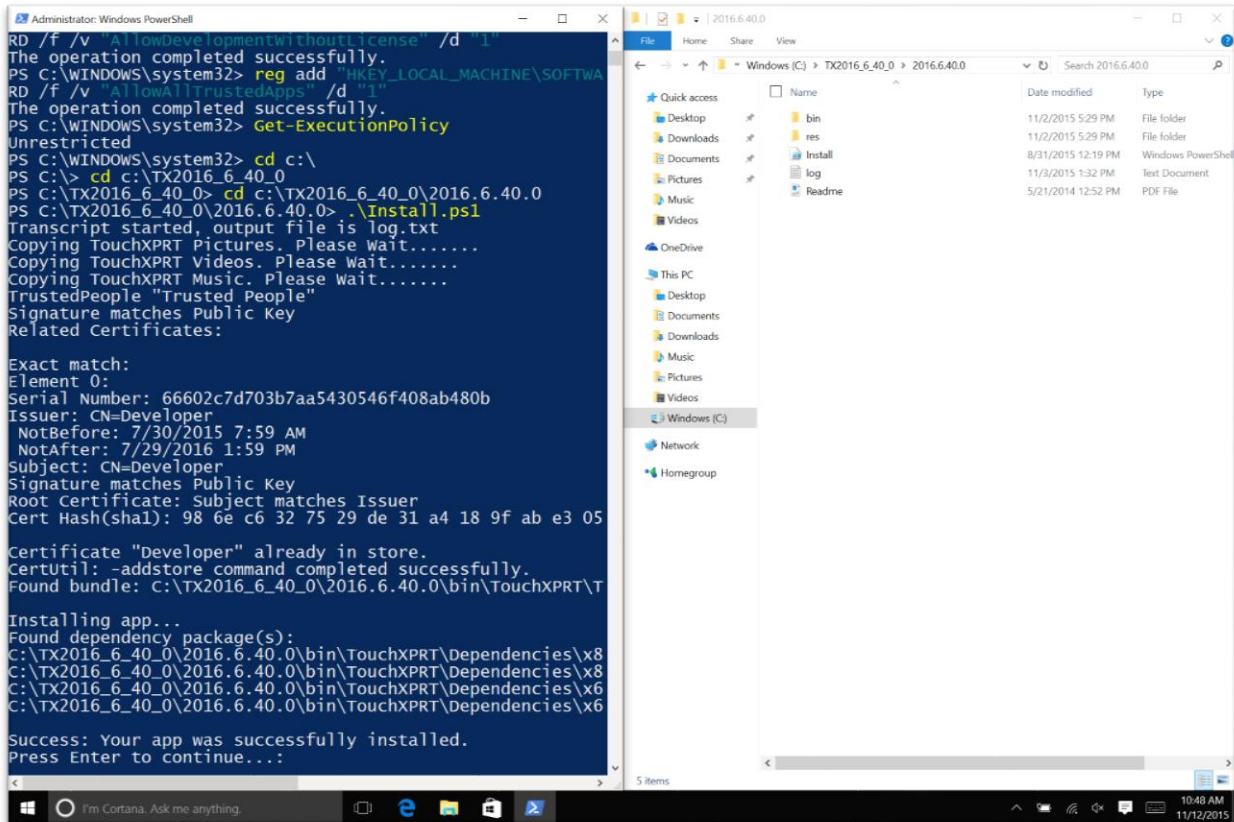 Administrator: Windows PowerShell
RD /f /v "AllowDevelopmentWithoutLicense" /d "1"
The operation completed successfully.
PS C:\WINDOWS\system32> reg add "HKEY_LOCAL_MACHINE\SOFTWA
RD /f /v "AllowAllTrustedApps" /d "1"
The operation completed successfully.
PS C:\WINDOWS\system32> Get-ExecutionPolicy
Unrestricted
PS C:\WINDOWS\system32> cd c:\
PS C:\> cd c:\TX2016_6_40_0
PS C:\TX2016_6_40_0> cd c:\TX2016_6_40_0\2016.6.40.0
PS C:\TX2016_6_40_0\2016.6.40.0> .\Install.ps1
Transcript started, output file is log.txt
Copying TouchXPRT Pictures. Please Wait.......
Copying TouchXPRT Videos. Please Wait.......
Copying TouchXPRT Music. Please Wait.......
TrustedPeople "Trusted People"
Signature matches Public Key
Related Certificates:
Exact match:
Element 0:
Serial Number: 66602c7d703b7aa5430546f408ab480b
Issuer: CN=Developer
NotBefore: 7/30/2015 7:59 AM
NotAfter: 7/29/2016 1:59 PM
Subject: CN=Developer
Signature matches Public Key
Root Certificate: Subject matches Issuer
Cert Hash(sha1): 98 6e c6 32 75 29 de 31 a4 18 9f ab e3 05
Certificate "Developer" already in store.
CertUtil: -addstore command completed successfully.
Found bundle: C:\TX2016_6_40_0\2016.6.40.0\bin\TouchXPRT\T
Installing app...
Found dependency package(s):
C:\TX2016_6_40_0\2016.6.40.0\bin\TouchXPRT\Dependencies\x8
C:\TX2016_6_40_0\2016.6.40.0\bin\TouchXPRT\Dependencies\x8
C:\TX2016_6_40_0\2016.6.40.0\bin\TouchXPRT\Dependencies\x6
C:\TX2016_6_40_0\2016.6.40.0\bin\TouchXPRT\Dependencies\x6
Success: Your app was successfully installed.
Press Enter to continue...:
2016.6.40.0
File Home Share View
Windows (C:) > TX2016_6_40_0 > 2016.6.40.0
Search 2016.6.40.0
Quick access
Desktop
Downloads
Documents
Pictures
Music
Videos
OneDrive
This PC
Desktop
Documents
Downloads
Music
Pictures
Videos
Windows (C:)
Network
Homegroup
Name Date modified Type
bin 11/2/2015 5:29 PM File folder
res 11/2/2015 5:29 PM File folder
Install 8/31/2015 12:19 PM Windows PowerShell
log 11/3/2015 1:32 PM Text Document
Readme 5/21/2014 12:52 PM PDF File
5 items
I'm Cortana. Ask me anything.
10:48 AM
11/12/2015